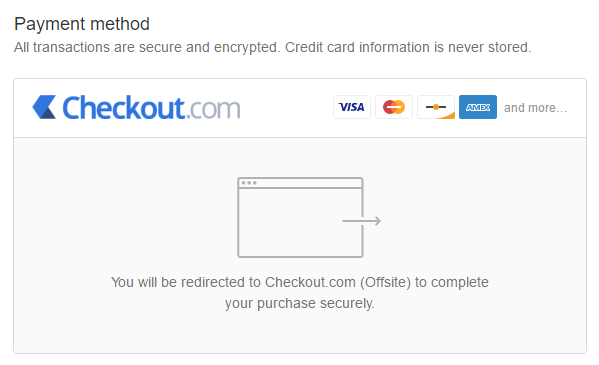 Payment method
All transactions are secure and encrypted. Credit card information is never stored.
Checkout.com VISA AMEX and more...
You will be redirected to Checkout.com (Offsite) to complete
your purchase securely.